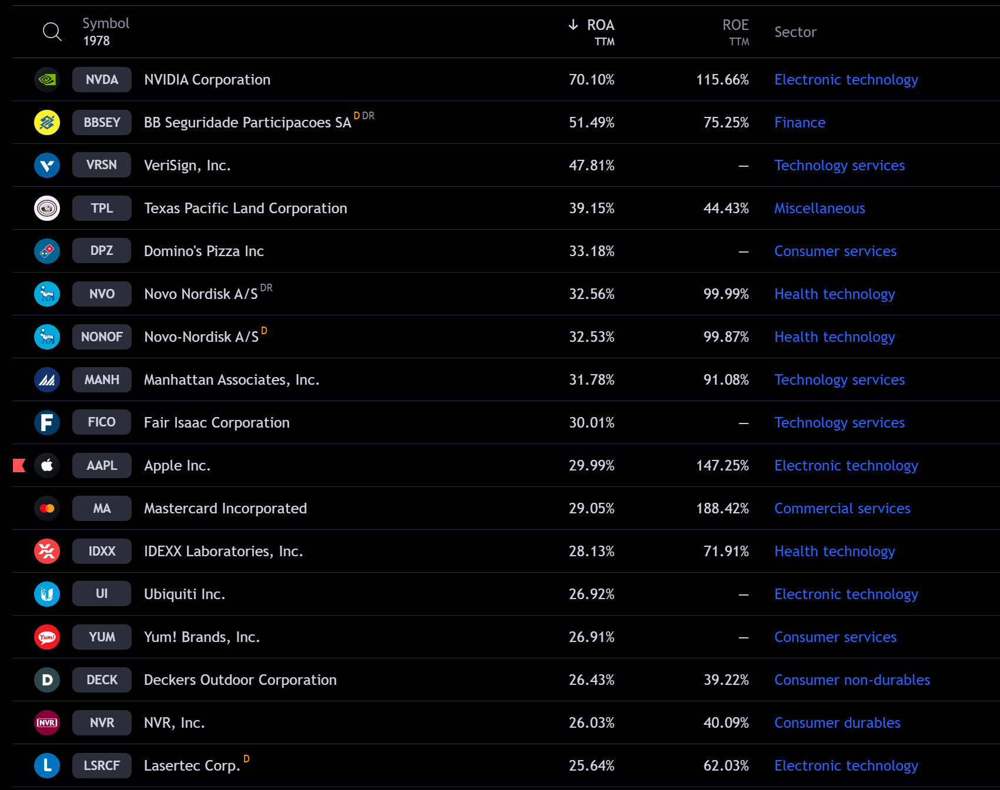 Symbol
1978
ROA
TTM
ROE
TTM
Sector
NVDA NVIDIA Corporation 70.10% 115.66% Electronic technology
BBSEY BB Seguridade Participacoes SA D DR 51.49% 75.25% Finance
VRSN VeriSign, Inc. 47.81% — Technology services
TPL Texas Pacific Land Corporation 39.15% 44.43% Miscellaneous
DPZ Domino's Pizza Inc 33.18% — Consumer services
NVO Novo Nordisk A/S DR 32.56% 99.99% Health technology
NONOF Novo-Nordisk A/S D 32.53% 99.87% Health technology
MANH Manhattan Associates, Inc. 31.78% 91.08% Technology services
F FICO Fair Isaac Corporation 30.01% — Technology services
AAPL Apple Inc. 29.99% 147.25% Electronic technology
MA Mastercard Incorporated 29.05% 188.42% Commercial services
IDXX IDEXX Laboratories, Inc. 28.13% 71.91% Health technology
UI Ubiquiti Inc. 26.92% — Electronic technology
Yum! YUM Yum! Brands, Inc. 26.91% — Consumer services
D DECK Deckers Outdoor Corporation 26.43% 39.22% Consumer non-durables
NVR NVR NVR, Inc. 26.03% 40.09% Consumer durables
L LSRCF Lasertec Corp. D 25.64% 62.03% Electronic technology